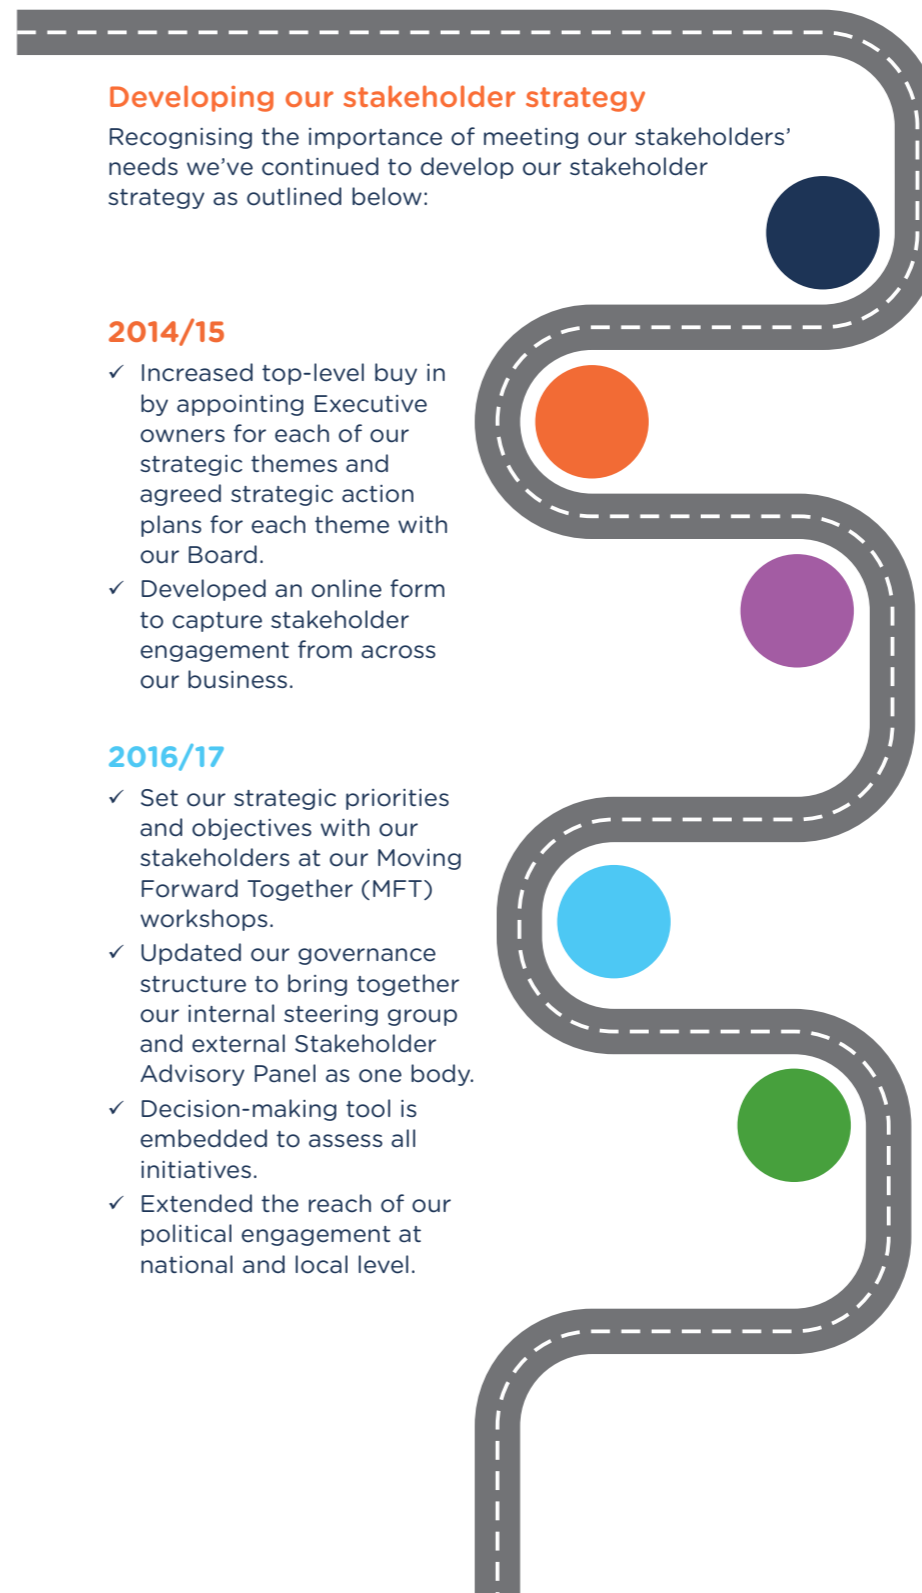 Developing our stakeholder strategy
Recognising the importance of meeting our stakeholders’
needs we’ve continued to develop our stakeholder
strategy as outlined below:
2014/15
✓ Increased top-level buy in
by appointing Executive
owners for each of our
strategic themes and
agreed strategic action
plans for each theme with
our Board.
✓ Developed an online form
to capture stakeholder
engagement from across
our business.
2016/17
✓ Set our strategic priorities
and objectives with our
stakeholders at our Moving
Forward Together (MFT)
workshops.
✓ Updated our governance
structure to bring together
our internal steering group
and external Stakeholder
Advisory Panel as one body.
✓ Decision-making tool is
embedded to assess all
initiatives.
✓ Extended the reach of our
political engagement at
national and local level.